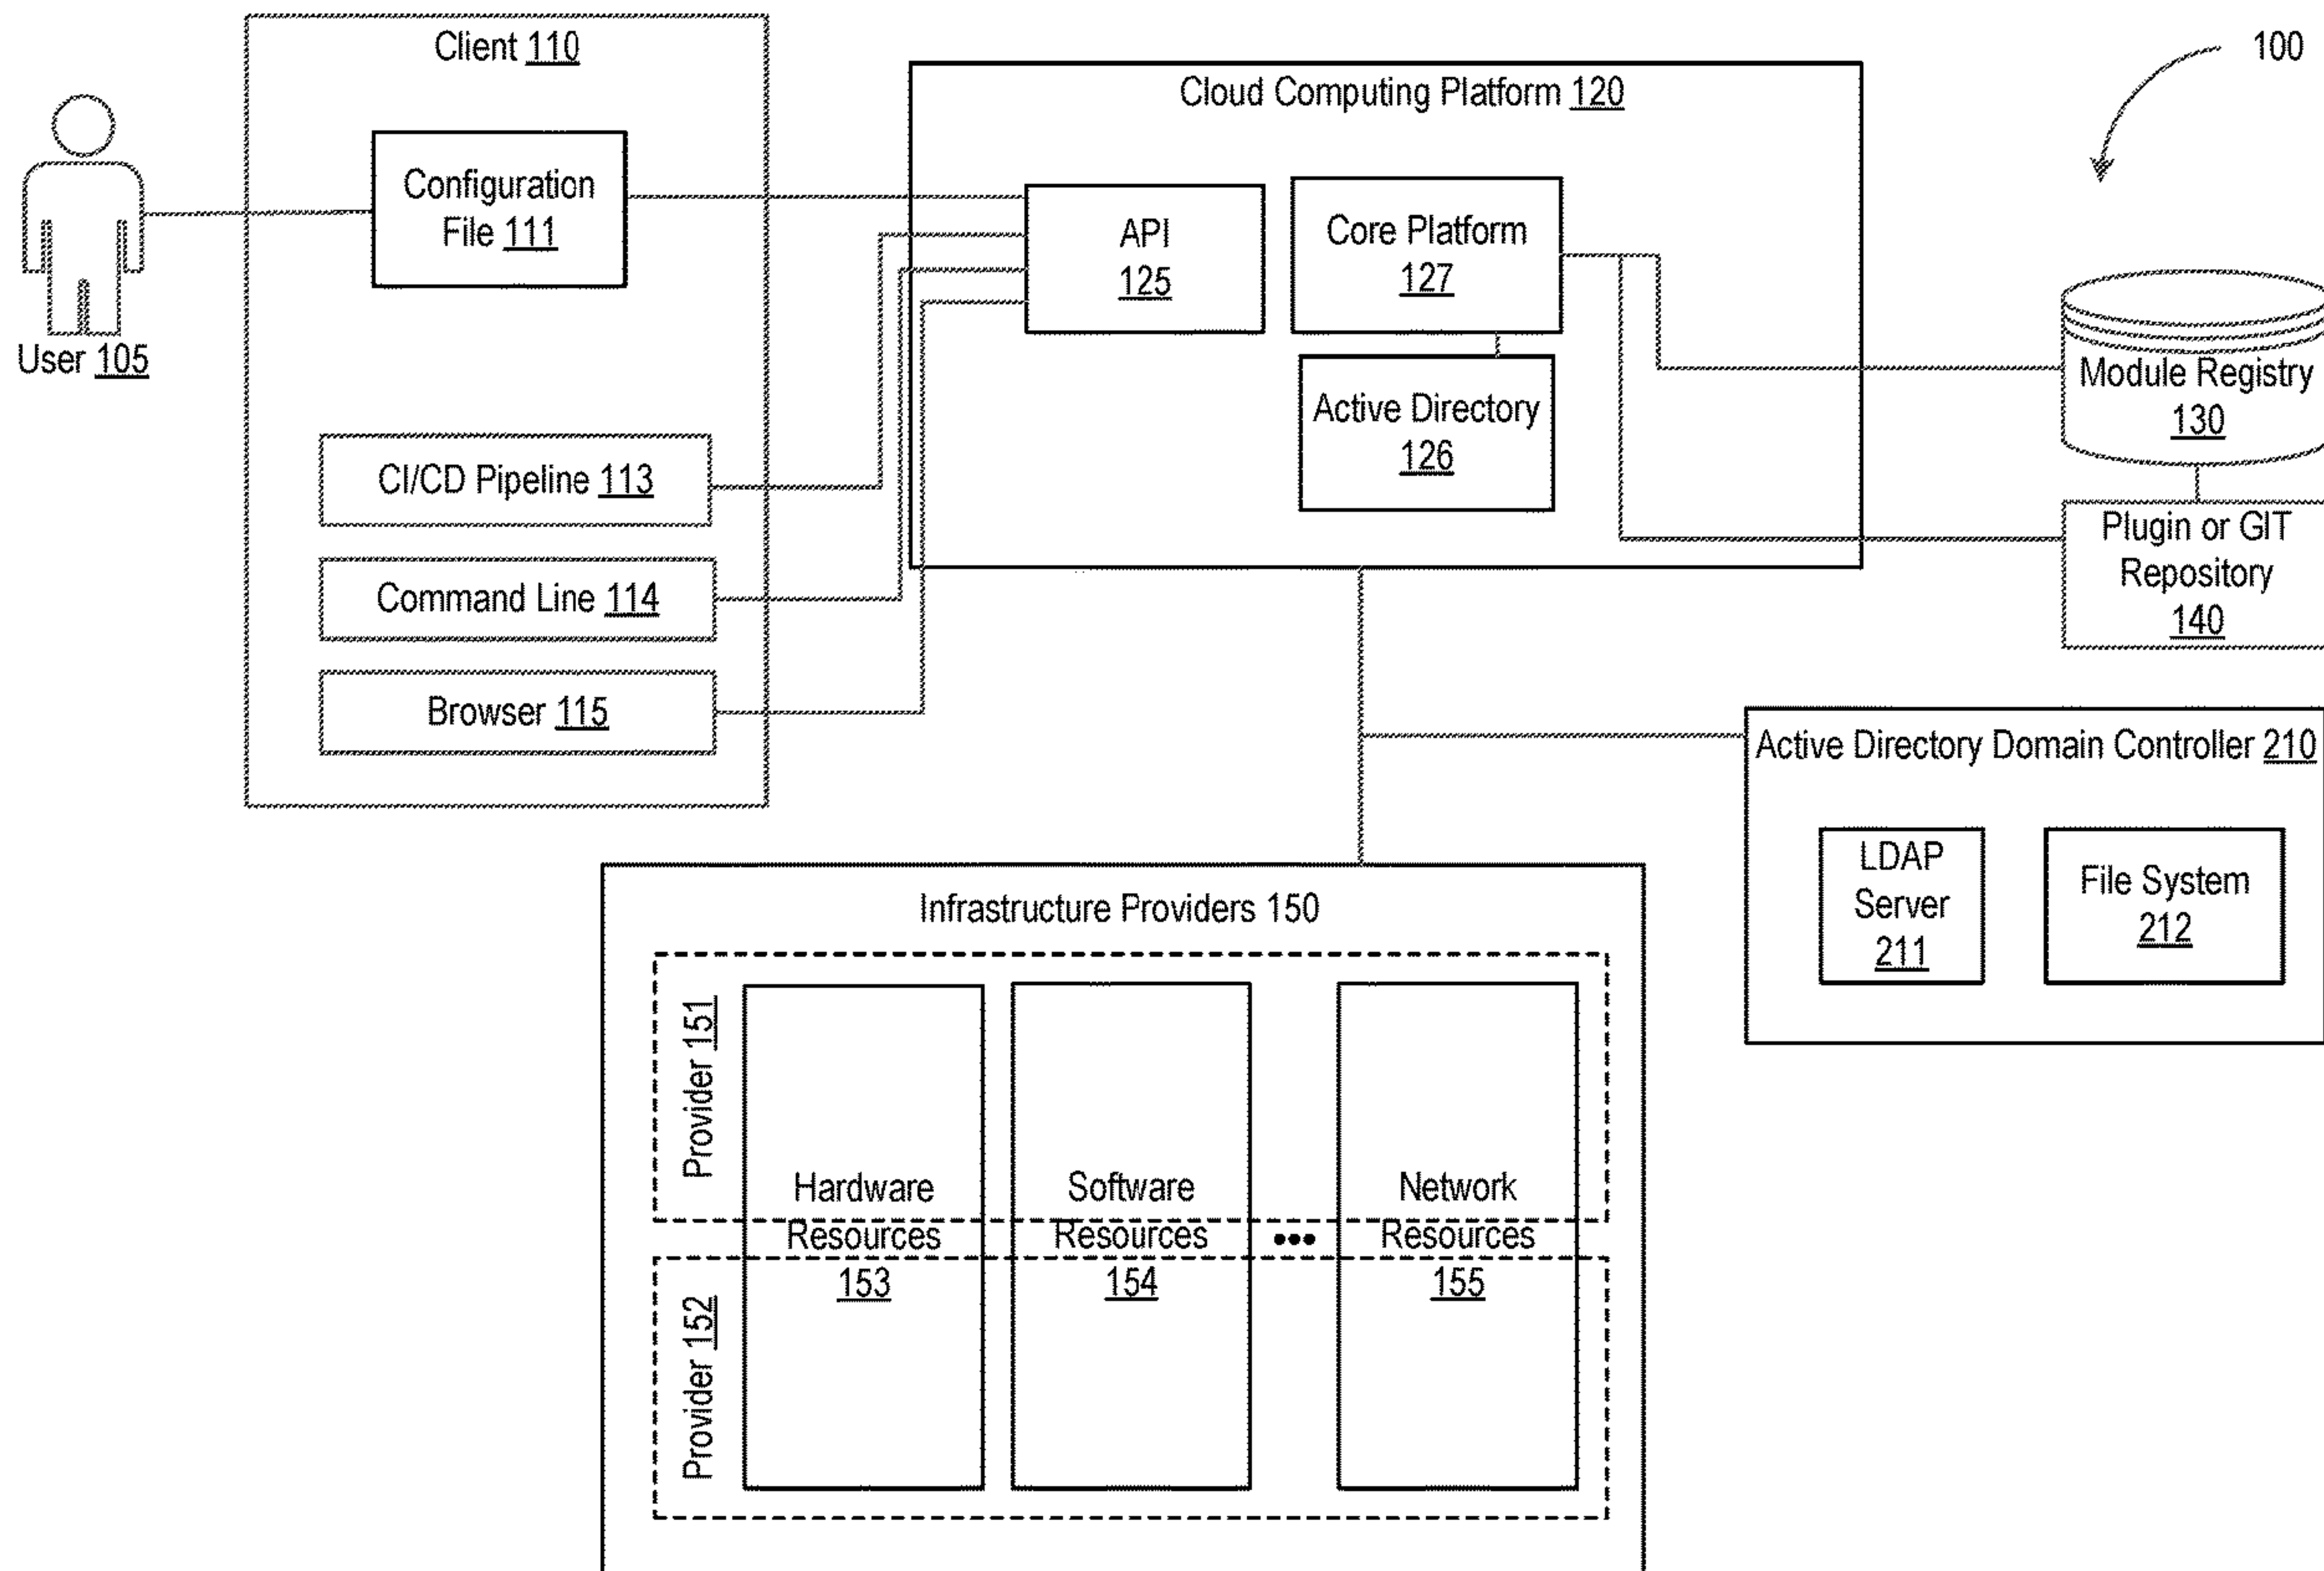 Client 110
100
Cloud Computing Platform 120
Configuration
File 111
API
125
Core Platform
127
User 105
Module Registry
130
Active Directory
126
CI/CD Pipeline 113
Plugin or GIT
Repository
140
Command Line 114
Browser 115
Active Directory Domain Controller 210
LDAP
Server
211
File System
212
Infrastructure Providers 150
Provider 151
Provider 152
Hardware
Resources
153
Software
Resources
154
•••
Network
Resources
155